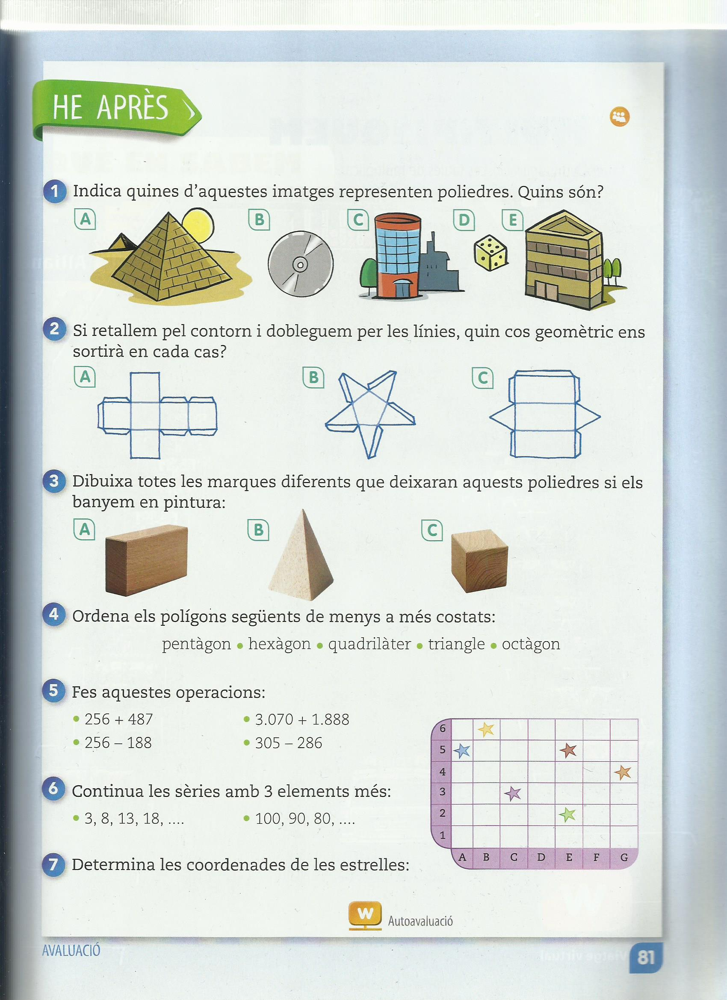 HE APRÈS
1 Indica quines d'aquestes imatges representen poliedres. Quins són?
A B C D E
2 Si retallem pel contorn i dobleguem per les línies, quin cos geomètric ens
sortirà en cada cas?
A B C
3 Dibuixa totes les marques diferents que deixaran aquests poliedres si els
banyem en pintura:
A B C
4 Ordena els polígons següents de menys a més costats:
pentàgon • hexàgon • quadrilàter • triangle • octàgon
5 Fes aquestes operacions:
• 256 + 487 • 3.070 + 1.888
• 256 – 188 • 305 – 286
6 Continua les sèries amb 3 elements més:
• 3, 8, 13, 18, .... • 100, 90, 80, ....
7 Determina les coordenades de les estrelles:
6
5
4
3
2
1
A B C D E F G
W Autoavaluació
AVALUACIÓ
81